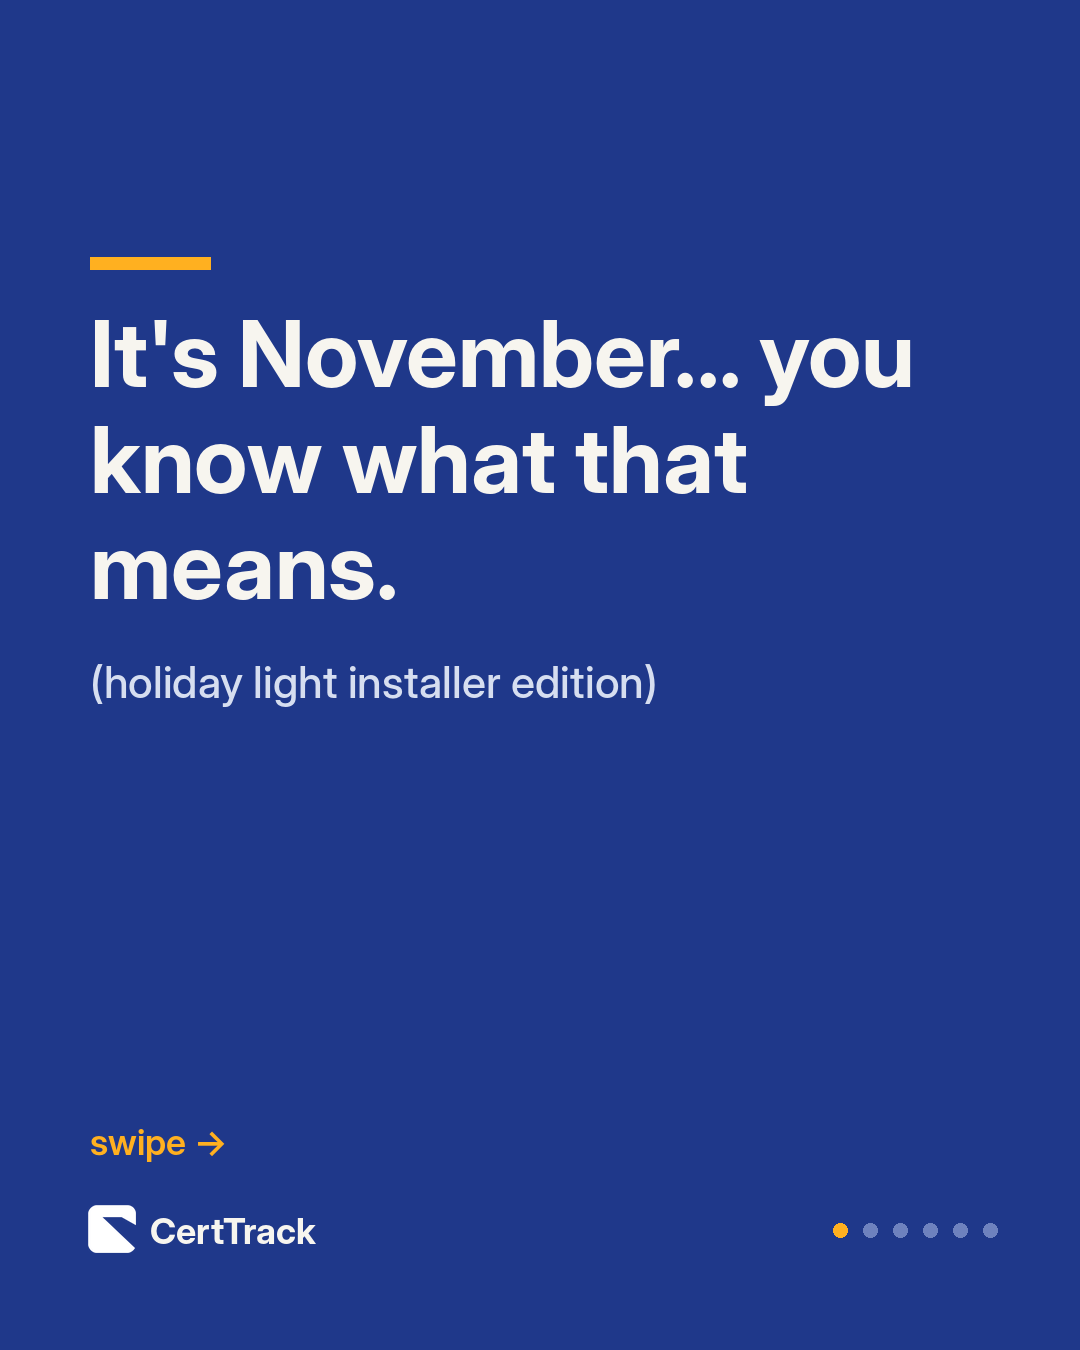 It's November... you
know what that
means.
(holiday light installer edition)
swipe →
CertTrack